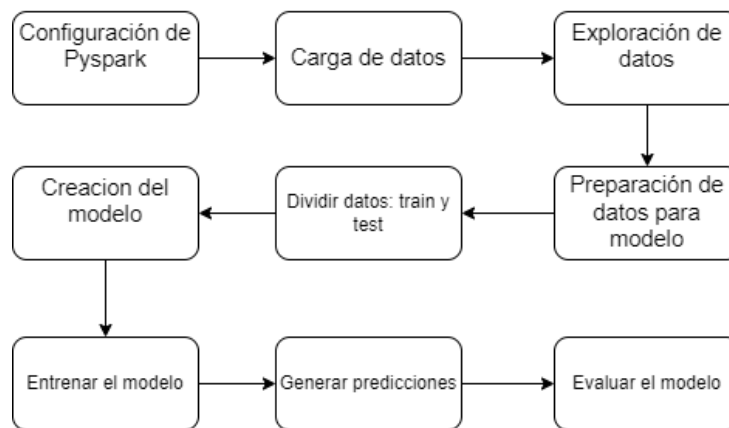 Configuración de
Pyspark
Carga de datos
Exploración de
datos
Preparación de
datos para
modelo
Dividir datos: train y
test
Creacion del
modelo
Entrenar el modelo
Generar predicciones
Evaluar el modelo